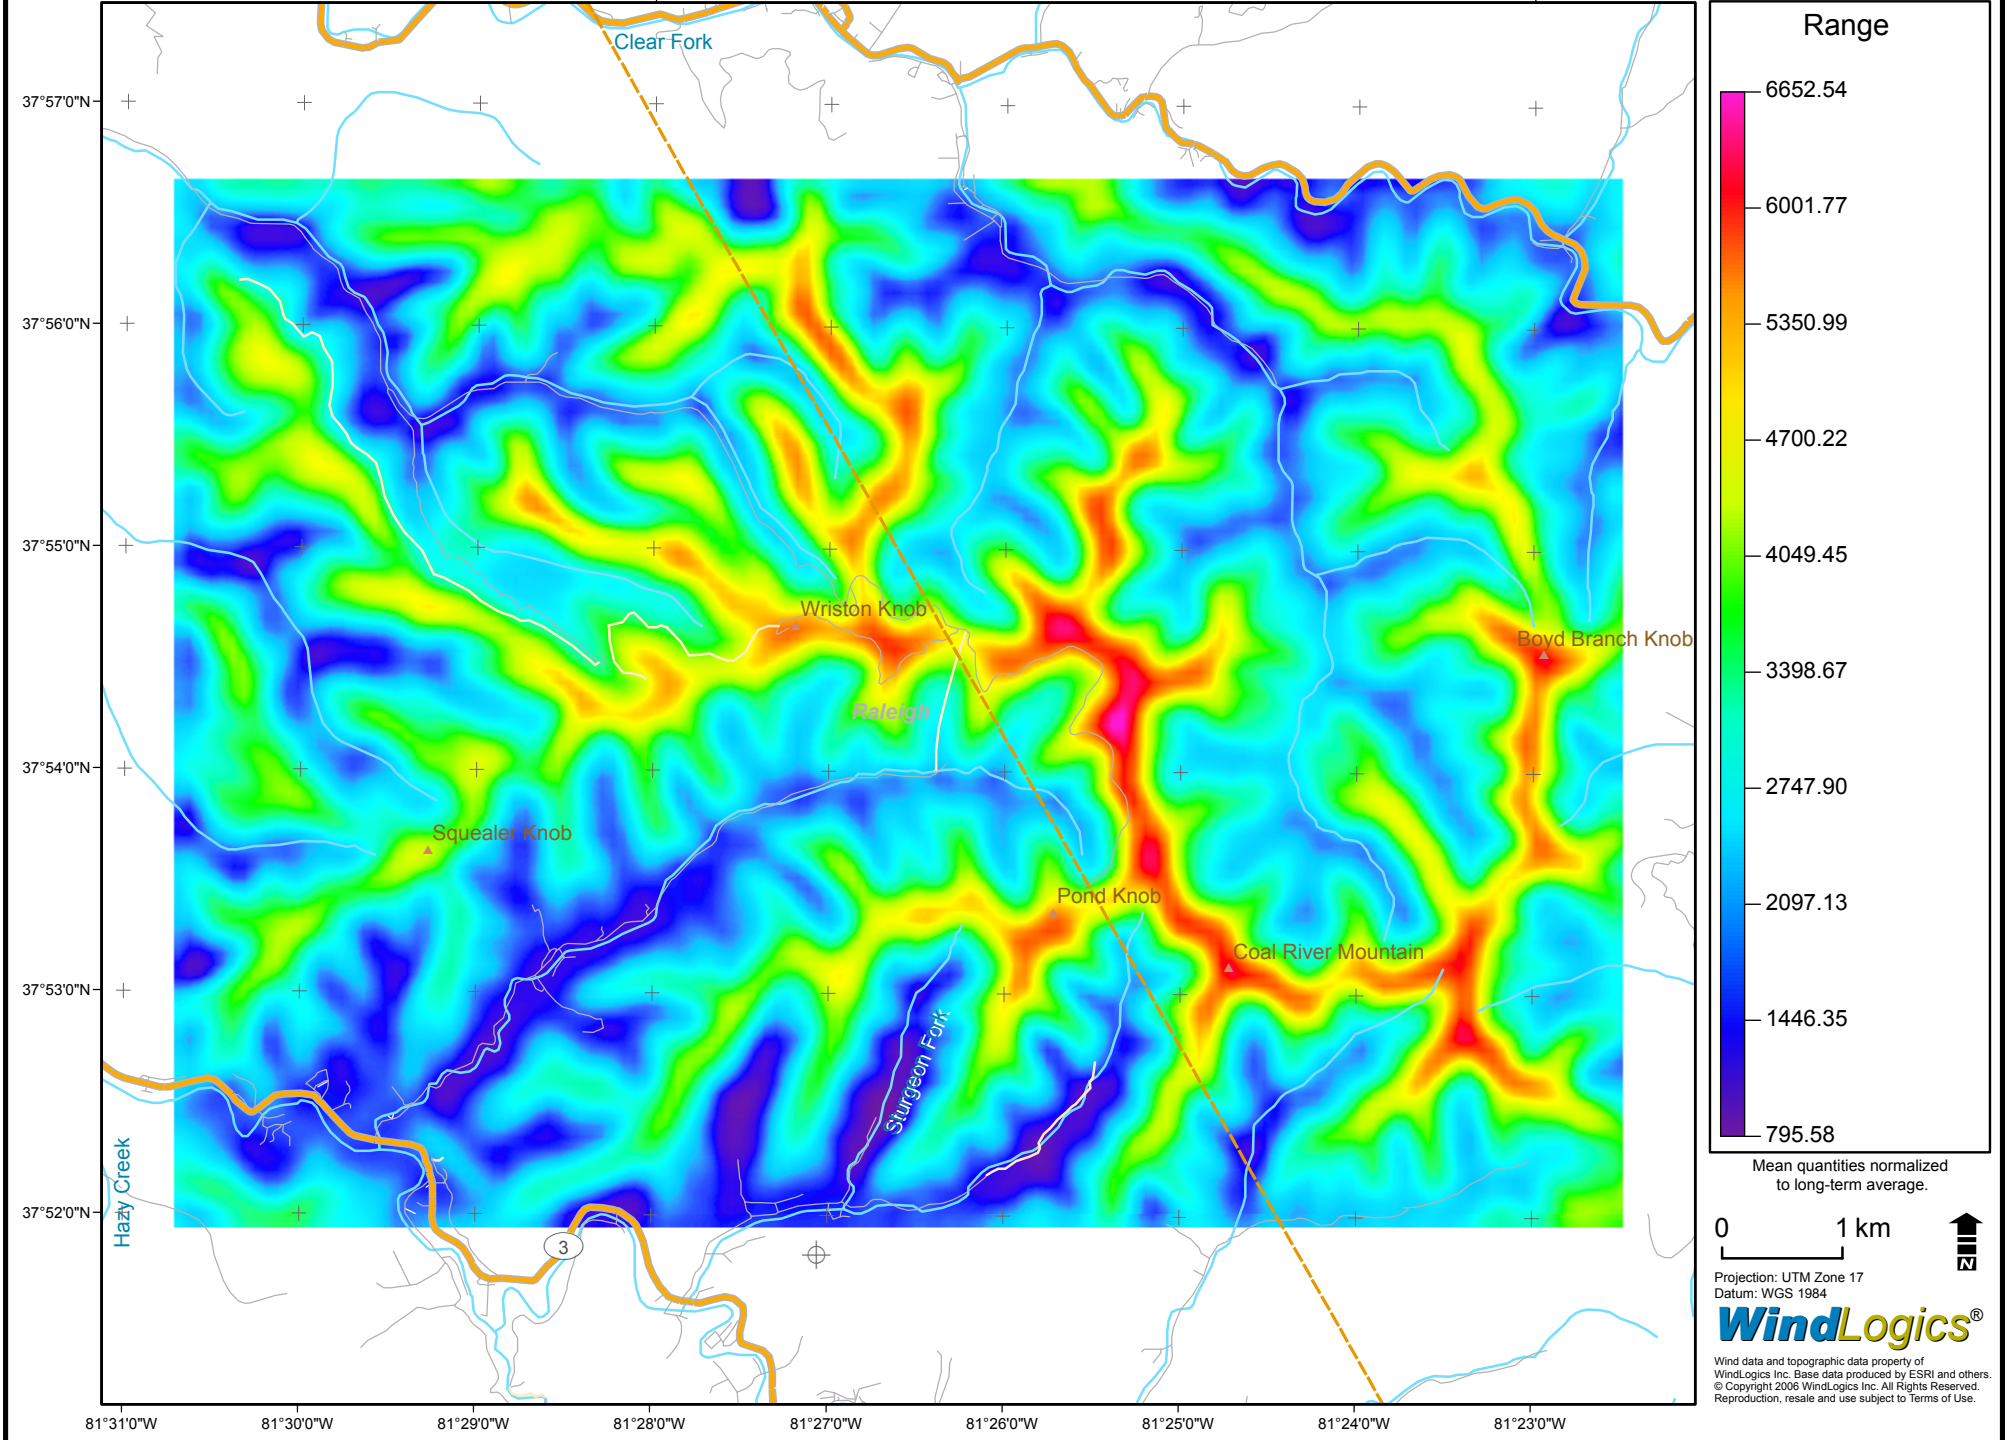 Range
6652.54
6001.77
5350.99
4700.22
4049.45
3398.67
2747.90
2097.13
1446.35
795.58
Mean quantities normalized
to long-term average.
0 1 km
N
Projection: UTM Zone 17
Datum: WGS 1984
WindLogics®
Wind data and topographic data property of
WindLogics Inc. Base data produced by ESRI and others.
© Copyright 2006 WindLogics Inc. All Rights Reserved.
Reproduction, resale and use subject to Terms of Use.
Clear Fork
Wriston Knob
Boyd Branch Knob
Raleigh
Squealer Knob
Pond Knob
Coal River Mountain
Sturgeon Fork
Hazy Creek
3
37°57'0"N
37°56'0"N
37°55'0"N
37°54'0"N
37°53'0"N
37°52'0"N
81°31'0"W 81°30'0"W 81°29'0"W 81°28'0"W 81°27'0"W 81°26'0"W 81°25'0"W 81°24'0"W 81°23'0"W